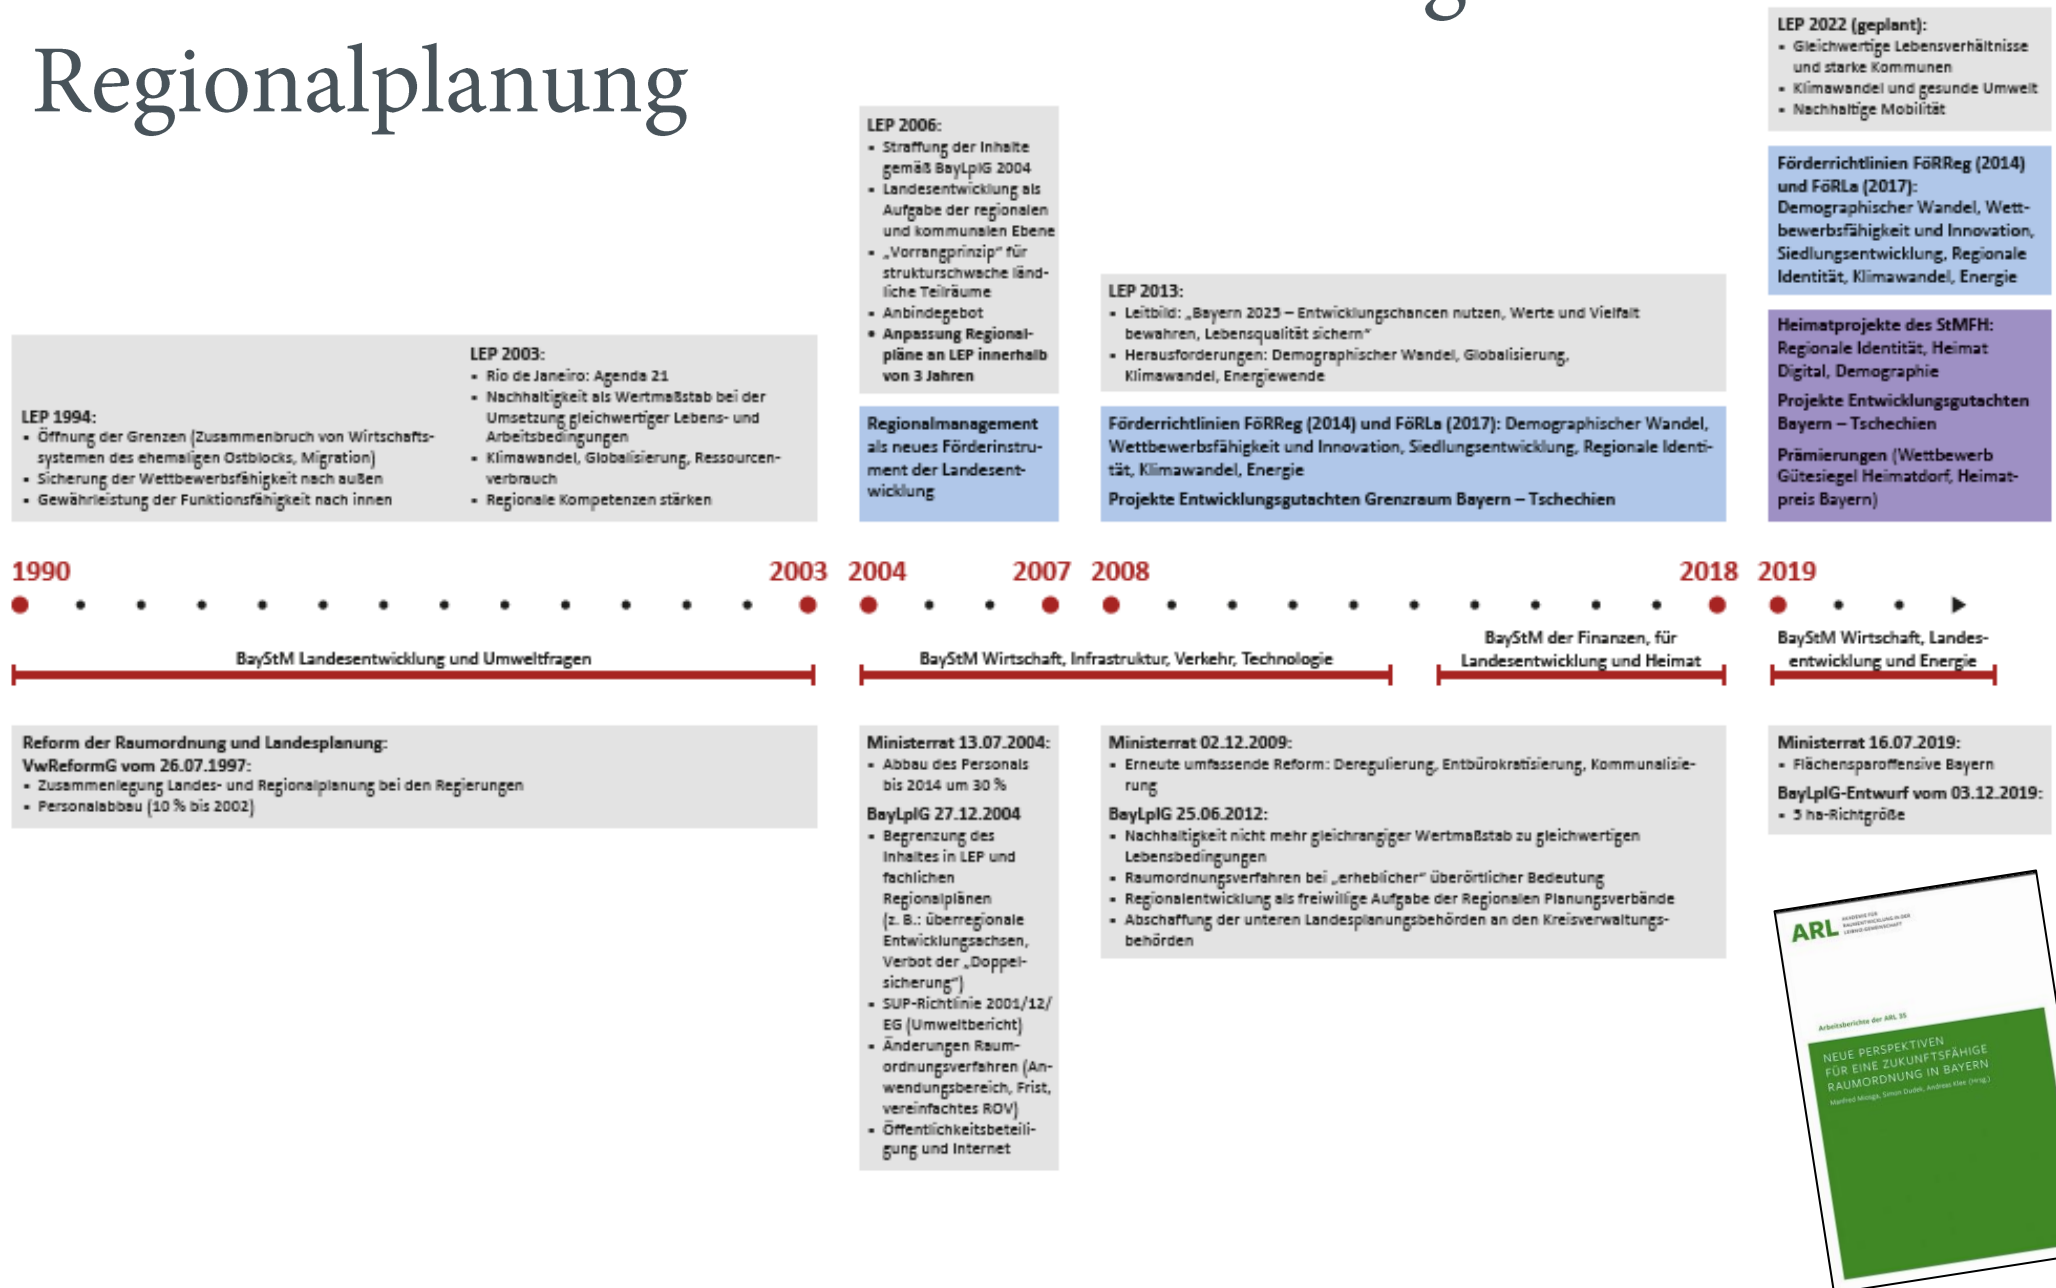 Regionalplanung
LEP 1994:
▪ Öffnung der Grenzen (Zusammenbruch von Wirtschafts-
systemen des ehemaligen Ostblocks, Migration)
▪ Sicherung der Wettbewerbsfähigkeit nach außen
▪ Gewährleistung der Funktionsfähigkeit nach innen
LEP 2003:
▪ Rio de Janeiro: Agenda 21
▪ Nachhaltigkeit als Wertmaßstab bei der
Umsetzung gleichwertiger Lebens- und
Arbeitsbedingungen
▪ Klimawandel, Globalisierung, Ressourcen-
verbrauch
▪ Regionale Kompetenzen stärken
LEP 2006:
▪ Straffung der Inhalte
gemäß BayLplG 2004
▪ Landesentwicklung als
Aufgabe der regionalen
und kommunalen Ebene
▪ „Vorrangprinzip“ für
strukturschwache länd-
liche Teilräume
▪ Anbindegebot
▪ Anpassung Regional-
pläne an LEP innerhalb
von 3 Jahren
Regionalmanagement
als neues Förderinstru-
ment der Landesent-
wicklung
LEP 2013:
▪ Leitbild: „Bayern 2025 – Entwicklungschancen nutzen, Werte und Vielfalt
bewahren, Lebensqualität sichern“
▪ Herausforderungen: Demographischer Wandel, Globalisierung,
Klimawandel, Energiewende
Förderrichtlinien FöRReg (2014) und FöRLa (2017): Demographischer Wandel,
Wettbewerbsfähigkeit und Innovation, Siedlungsentwicklung, Regionale Identi-
tät, Klimawandel, Energie
Projekte Entwicklungsgutachten Grenzraum Bayern – Tschechien
LEP 2022 (geplant):
▪ Gleichwertige Lebensverhältnisse
und starke Kommunen
▪ Klimawandel und gesunde Umwelt
▪ Nachhaltige Mobilität
Förderrichtlinien FöRReg (2014)
und FöRLa (2017):
Demographischer Wandel, Wett-
bewerbsfähigkeit und Innovation,
Siedlungsentwicklung, Regionale
Identität, Klimawandel, Energie
Heimatprojekte des StMFH:
Regionale Identität, Heimat
Digital, Demographie
Projekte Entwicklungsgutachten
Bayern – Tschechien
Prämierungen (Wettbewerb
Gütesiegel Heimatdorf, Heimat-
preis Bayern)
1990 2003 2004 2007 2008 2018 2019
BayStM Landesentwicklung und Umweltfragen
BayStM Wirtschaft, Infrastruktur, Verkehr, Technologie
BayStM der Finanzen, für
Landesentwicklung und Heimat
BayStM Wirtschaft, Landes-
entwicklung und Energie
Reform der Raumordnung und Landesplanung:
VwReformG vom 26.07.1997:
▪ Zusammenlegung Landes- und Regionalplanung bei den Regierungen
▪ Personalabbau (10 % bis 2002)
Ministerrat 13.07.2004:
▪ Abbau des Personals
bis 2014 um 30 %
BayLplG 27.12.2004
▪ Begrenzung des
Inhaltes in LEP und
fachlichen
Regionalplänen
(z. B.: überregionale
Entwicklungsachsen,
Verbot der „Doppel-
sicherung“)
▪ SUP-Richtlinie 2001/12/
EG (Umweltbericht)
▪ Änderungen Raum-
ordnungsverfahren (An-
wendungsbereich, Frist,
vereinfachtes ROV)
▪ Öffentlichkeitsbeteili-
gung und Internet
Ministerrat 02.12.2009:
▪ Erneute umfassende Reform: Deregulierung, Entbürokratisierung, Kommunalisie-
rung
BayLplG 25.06.2012:
▪ Nachhaltigkeit nicht mehr gleichrangiger Wertmaßstab zu gleichwertigen
Lebensbedingungen
▪ Raumordnungsverfahren bei „erheblicher“ überörtlicher Bedeutung
▪ Regionalentwicklung als freiwillige Aufgabe der Regionalen Planungsverbände
▪ Abschaffung der unteren Landesplanungsbehörden an den Kreisverwaltungs-
behörden
Ministerrat 16.07.2019:
▪ Flächensparoffensive Bayern
BayLplG-Entwurf vom 03.12.2019:
▪ 5 ha-Richtgröße
ARL
AKADEMIE FÜR
RAUMENTWICKLUNG IN DER
LEIBNIZ-GEMEINSCHAFT
Arbeitsberichte der ARL 35
NEUE PERSPEKTIVEN
FÜR EINE ZUKUNFTSFÄHIGE
RAUMORDNUNG IN BAYERN
Manfred Miosga, Simon Dudek, Andreas Klee (Hrsg.)